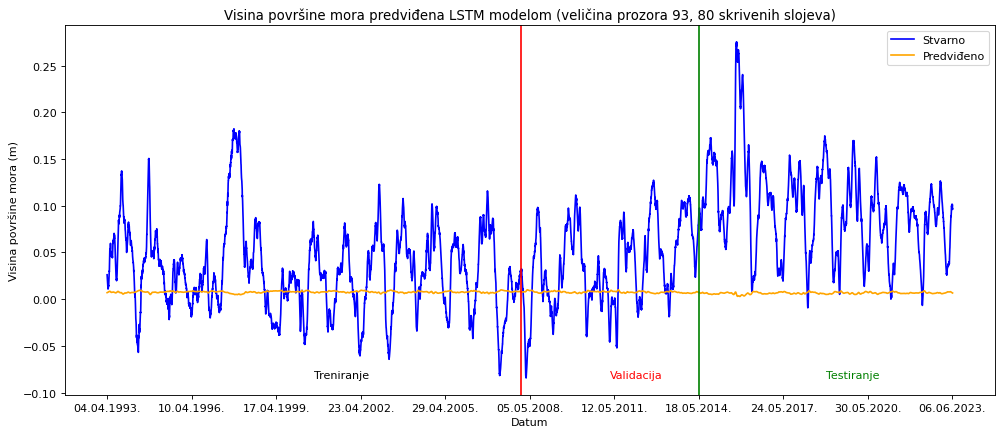 Visina površine mora predviđena LSTM modelom (veličina prozora 93, 80 skrivenih slojeva)
Stvarno
Predviđeno
Visina površine mora (m)
0.25
0.20
0.15
0.10
0.05
0.00
−0.05
−0.10
Treniranje
Validacija
Testiranje
04.04.1993.
10.04.1996.
17.04.1999.
23.04.2002.
29.04.2005.
05.05.2008.
12.05.2011.
18.05.2014.
24.05.2017.
30.05.2020.
06.06.2023.
Datum